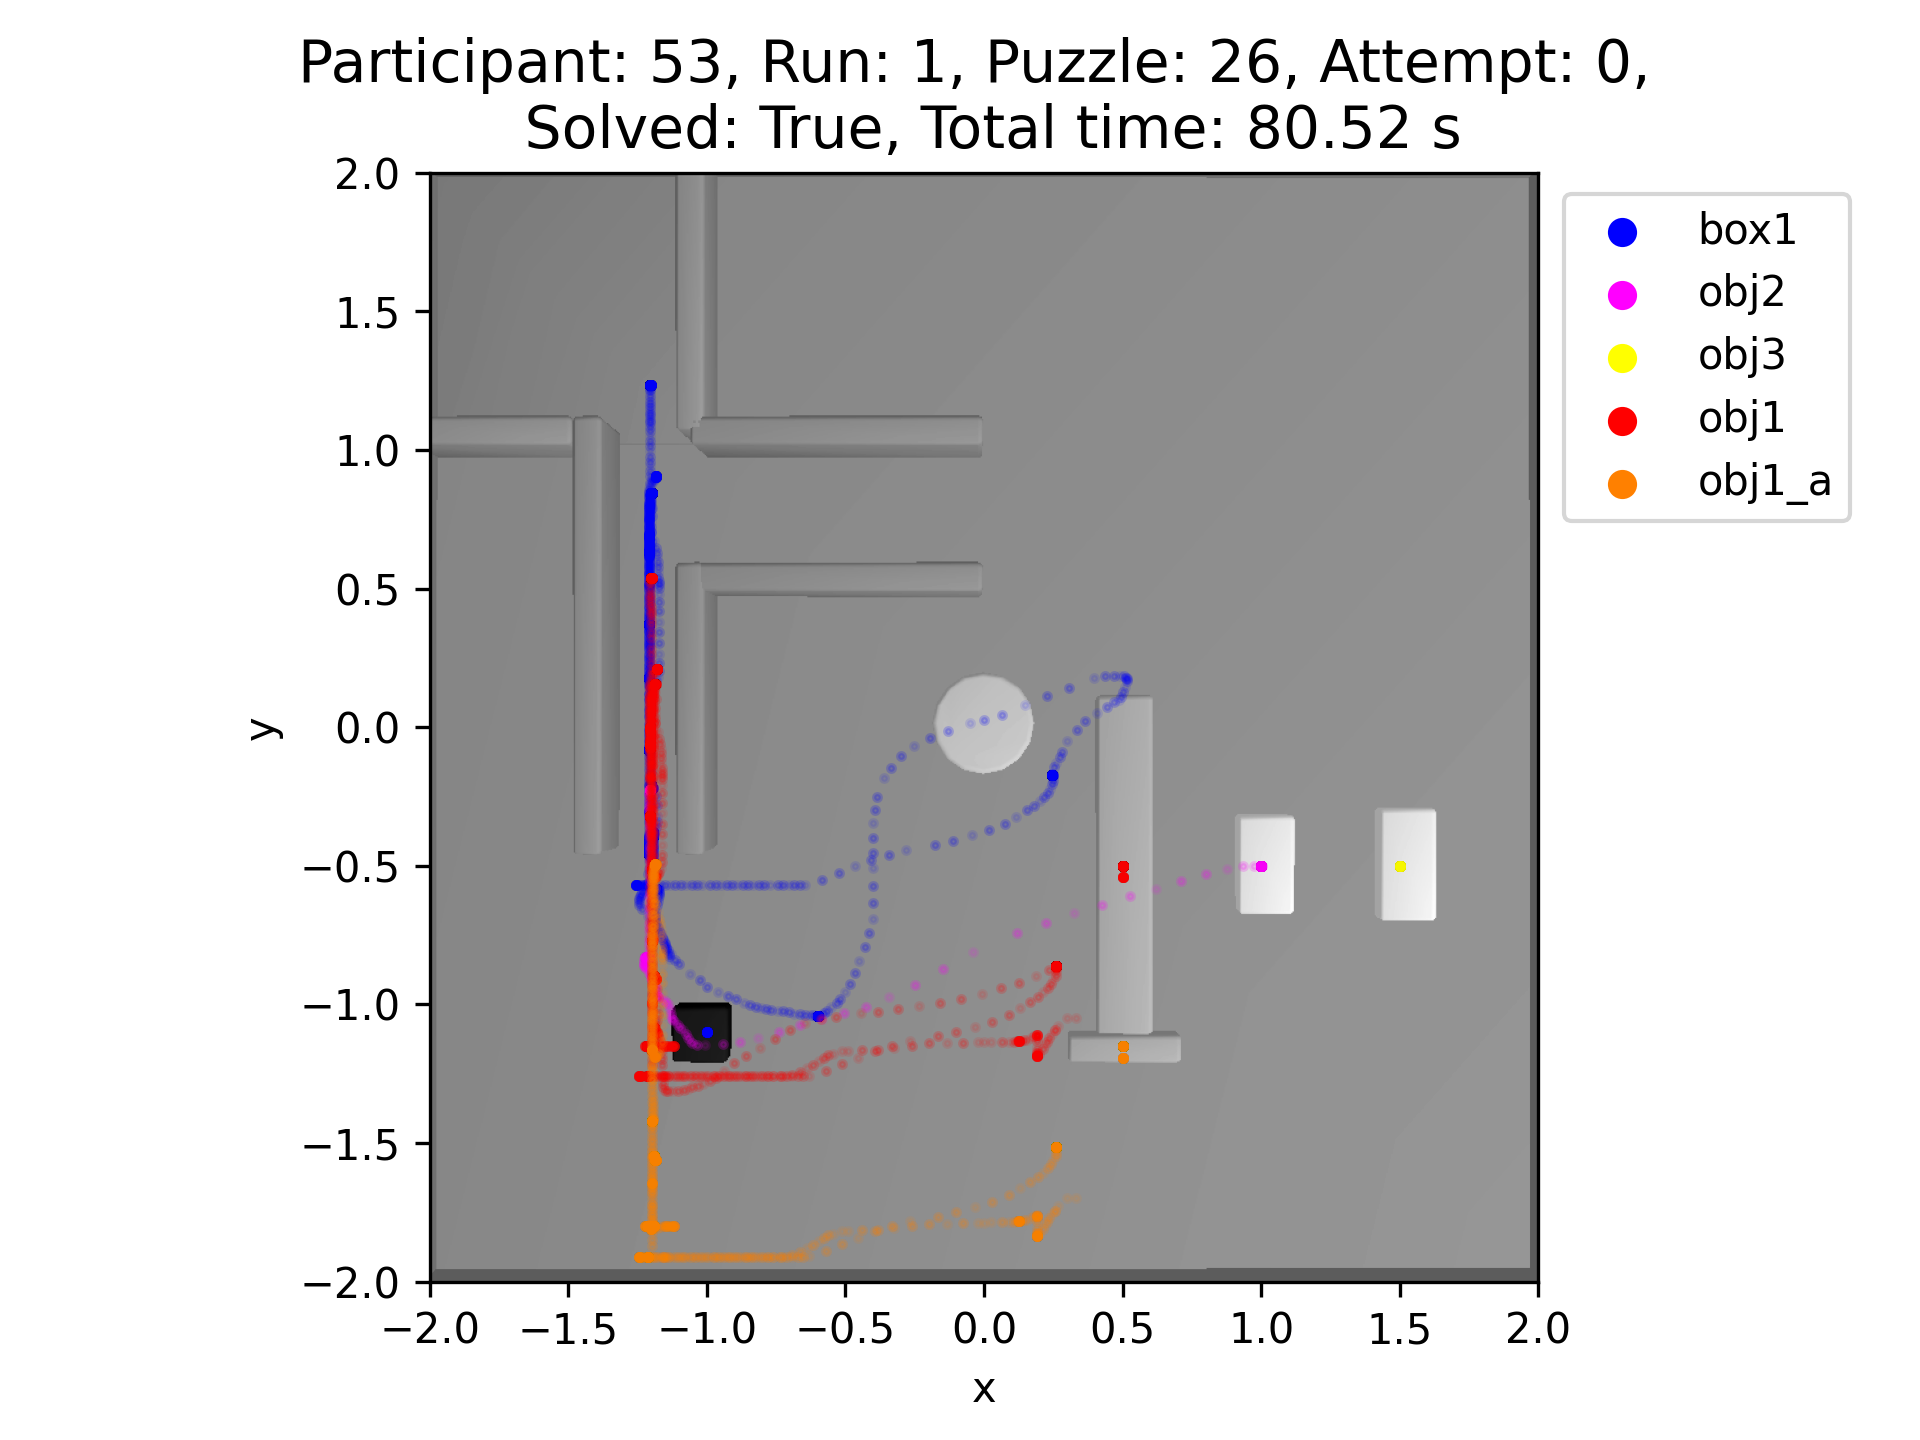 Participant: 53, Run: 1, Puzzle: 26, Attempt: 0,
Solved: True, Total time: 80.52 s
2.0
1.5
1.0
0.5
0.0
−0.5
−1.0
−1.5
−2.0
y
−2.0 −1.5 −1.0 −0.5 0.0 0.5 1.0 1.5 2.0
x
box1
obj2
obj3
obj1
obj1_a